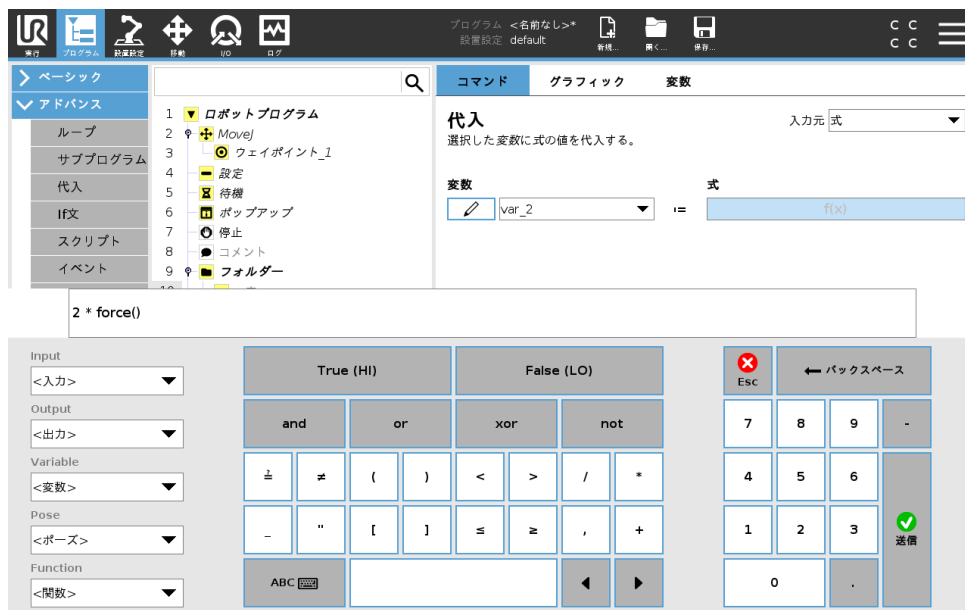 UR
実行
プログラム
設置設定
移動
I/O
ログ
プログラム <名前なし>*
設置設定 default
新規...
開く...
保存...
C C
C C
ベーシック
アドバンス
ループ
サブプログラム
代入
If文
スクリプト
イベント
1 ロボットプログラム
2 MoveJ
3 ウェイポイント_1
4 設定
5 待機
6 ポップアップ
7 停止
8 コメント
9 フォルダー
コマンド グラフィック 変数
代入
入力元 式
選択した変数に式の値を代入する。
変数 式
var_2 := f(x)
2 * force()
Input
<入力>
Output
<出力>
Variable
<変数>
Pose
<ポーズ>
Function
<関数>
True (HI) False (LO)
and or xor not
≟ ≠ ( ) < > / *
_ " [ ] ≤ ≥ , +
ABC
Esc バックスペース
7 8 9 -
4 5 6
1 2 3
送信
0 .